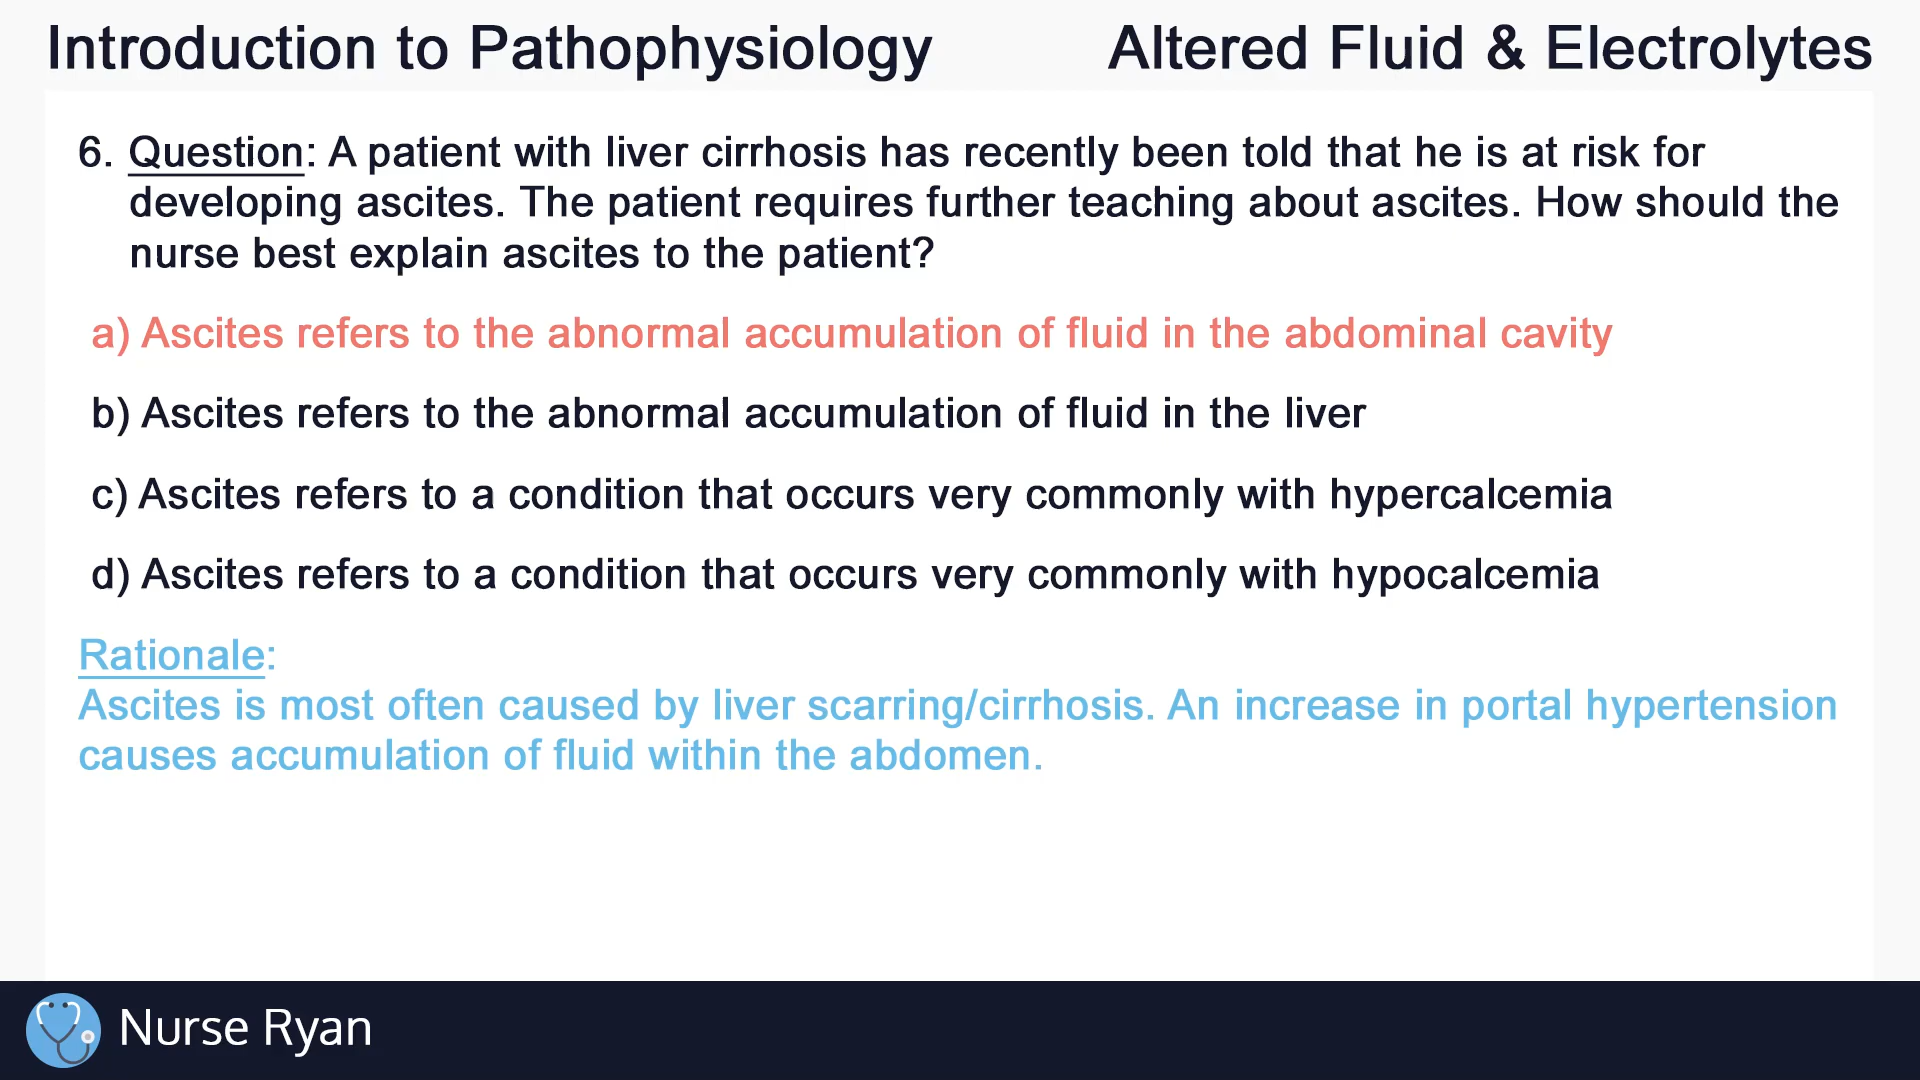 Introduction to Pathophysiology
Altered Fluid & Electrolytes
6. Question: A patient with liver cirrhosis has recently been told that he is at risk for
developing ascites. The patient requires further teaching about ascites. How should the
nurse best explain ascites to the patient?
a) Ascites refers to the abnormal accumulation of fluid in the abdominal cavity
b) Ascites refers to the abnormal accumulation of fluid in the liver
c) Ascites refers to a condition that occurs very commonly with hypercalcemia
d) Ascites refers to a condition that occurs very commonly with hypocalcemia
Rationale:
Ascites is most often caused by liver scarring/cirrhosis. An increase in portal hypertension
causes accumulation of fluid within the abdomen.
Nurse Ryan